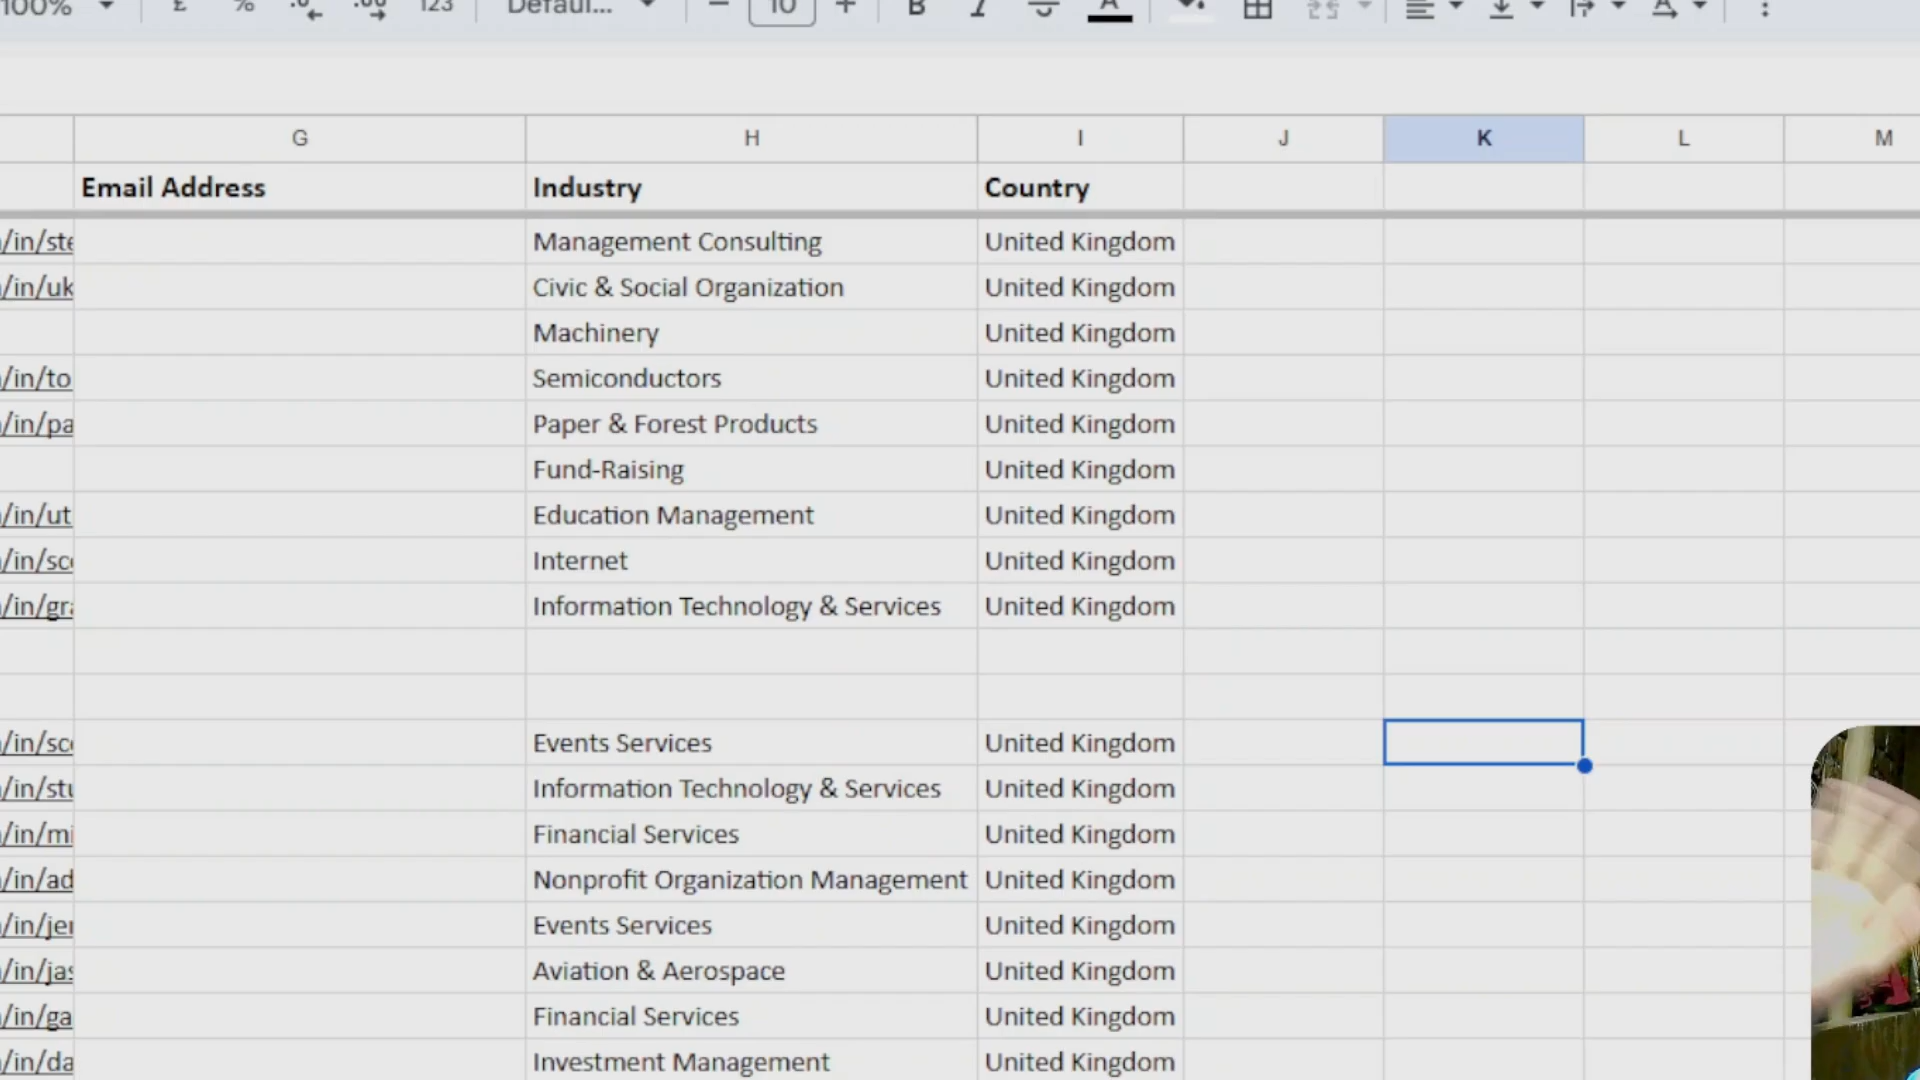 100% £ % .0 .00 123 Defaul... − 10 + B I A
G H I J K L M
Email Address Industry Country
/in/ste Management Consulting United Kingdom
/in/uk Civic & Social Organization United Kingdom
Machinery United Kingdom
/in/to Semiconductors United Kingdom
/in/pa Paper & Forest Products United Kingdom
Fund-Raising United Kingdom
/in/ut Education Management United Kingdom
/in/sc Internet United Kingdom
/in/gra Information Technology & Services United Kingdom
/in/sc Events Services United Kingdom
/in/stu Information Technology & Services United Kingdom
/in/mi Financial Services United Kingdom
/in/ad Nonprofit Organization Management United Kingdom
/in/jer Events Services United Kingdom
/in/jas Aviation & Aerospace United Kingdom
/in/ga Financial Services United Kingdom
/in/da Investment Management United Kingdom